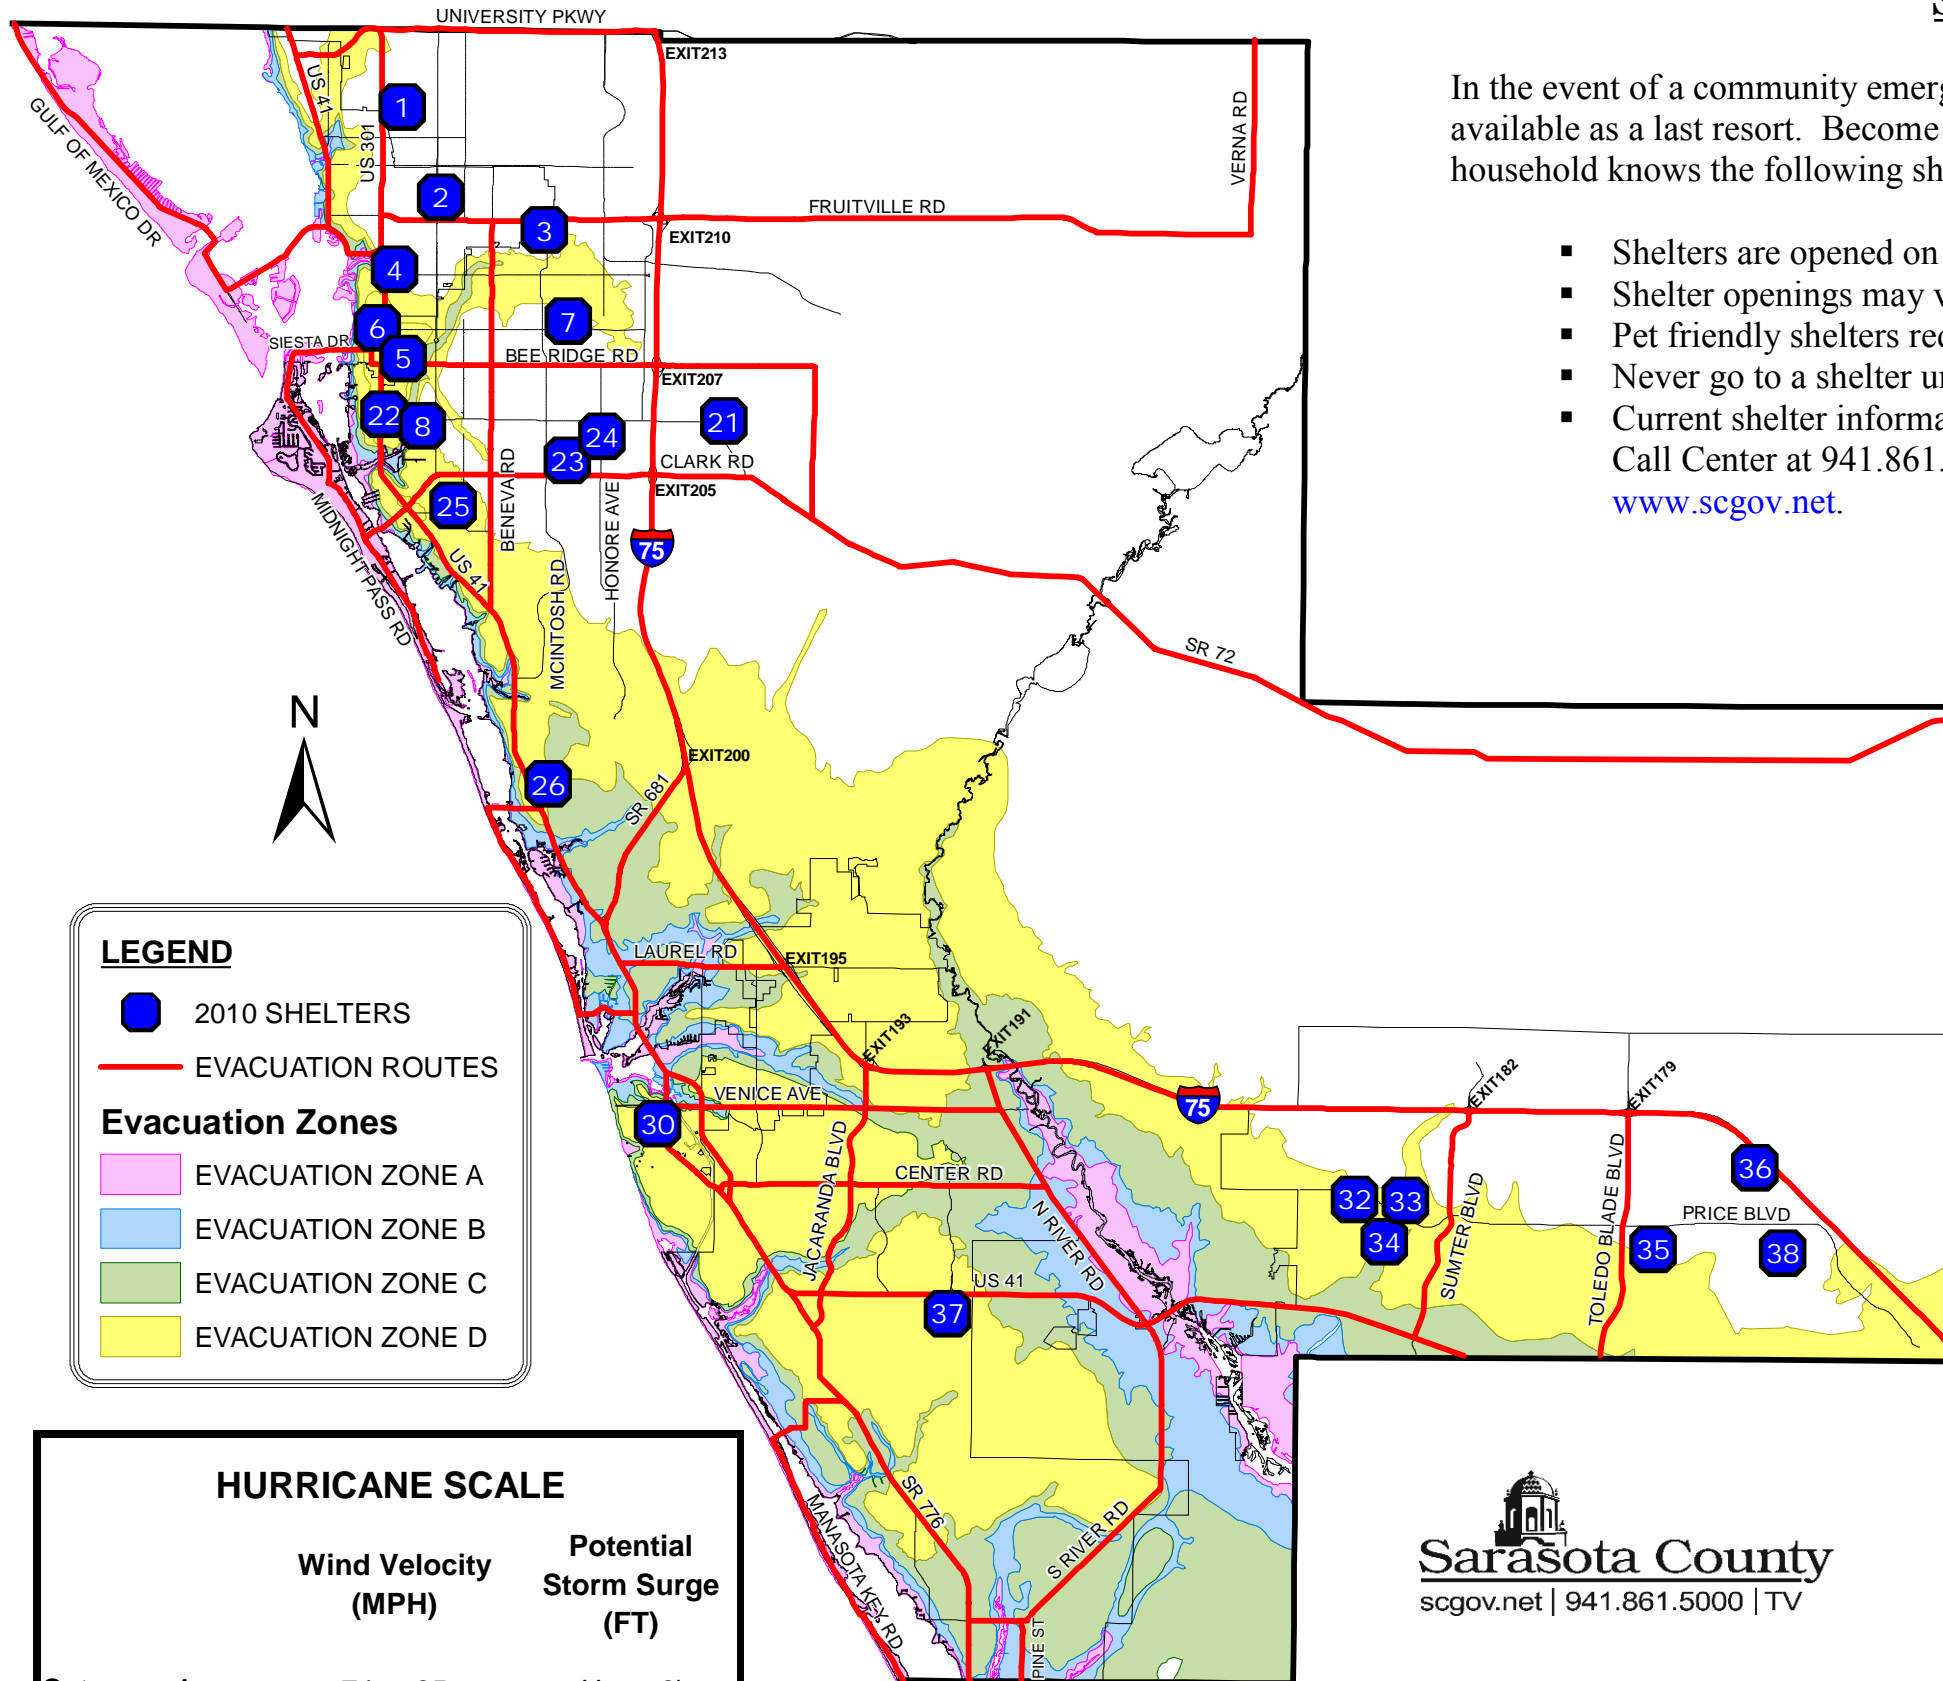 UNIVERSITY PKWY
EXIT213
US 41
1
US 301
GULF OF MEXICO DR
VERNA RD
2
3
FRUITVILLE RD
EXIT210
4
6
7
SIESTA DR
5
BEE RIDGE RD
EXIT207
22
8
24
21
23
CLARK RD
EXIT205
25
BENEVA RD
HONORE AVE
75
MIDNIGHT PASS RD
US 41
MCINTOSH RD
SR 72
N
EXIT200
26
SR 681
LAUREL RD
EXIT195
EXIT193
EXIT191
VENICE AVE
75
EXIT182
EXIT179
30
JACARANDA BLVD
CENTER RD
N RIVER RD
32
33
34
SUMTER BLVD
TOLEDO BLADE BLVD
36
PRICE BLVD
35
38
US 41
37
SR 776
MANASOTA KEY RD
S RIVER RD
PINE ST
In the event of a community emerg
available as a last resort.  Become
household knows the following sh
▪ Shelters are opened on
▪ Shelter openings may v
▪ Pet friendly shelters rec
▪ Never go to a shelter un
▪ Current shelter informa
Call Center at 941.861.
www.scgov.net.
LEGEND
2010 SHELTERS
EVACUATION ROUTES
Evacuation Zones
EVACUATION ZONE A
EVACUATION ZONE B
EVACUATION ZONE C
EVACUATION ZONE D
HURRICANE SCALE
Wind Velocity
(MPH)
Potential
Storm Surge
(FT)
Sarasota County
scgov.net | 941.861.5000 | TV